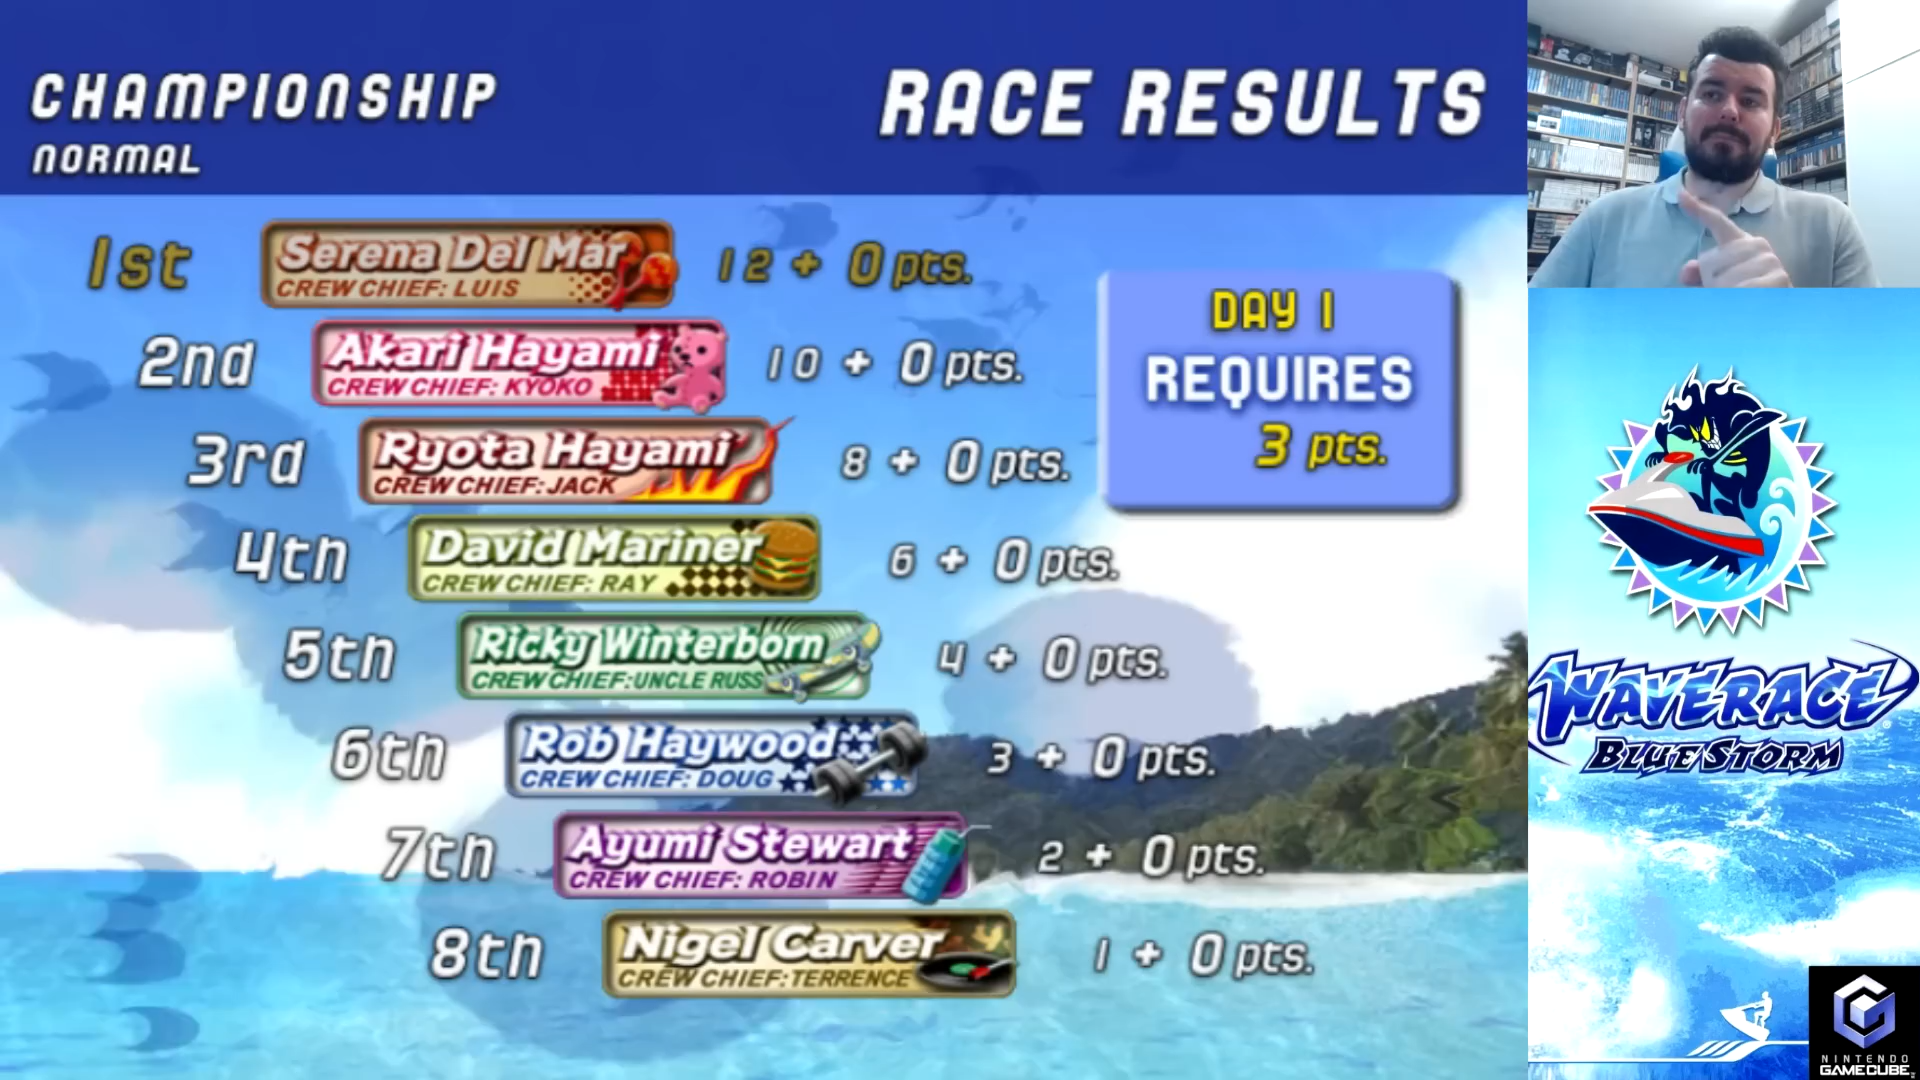 CHAMPIONSHIP
NORMAL
RACE RESULTS
1st Serena Del Mar 12 + 0 pts.
CREW CHIEF: LUIS
2nd Akari Hayami 10 + 0 pts.
CREW CHIEF: KYOKO
3rd Ryota Hayami 8 + 0 pts.
CREW CHIEF: JACK
4th David Mariner 6 + 0 pts.
CREW CHIEF: RAY
5th Ricky Winterborn 4 + 0 pts.
CREW CHIEF: UNCLE RUSS
6th Rob Haywood 3 + 0 pts.
CREW CHIEF: DOUG
7th Ayumi Stewart 2 + 0 pts.
CREW CHIEF: ROBIN
8th Nigel Carver 1 + 0 pts.
CREW CHIEF: TERRENCE
DAY 1
REQUIRES
3 pts.
WAVERACE
BLUE STORM
NINTENDO
GAMECUBE